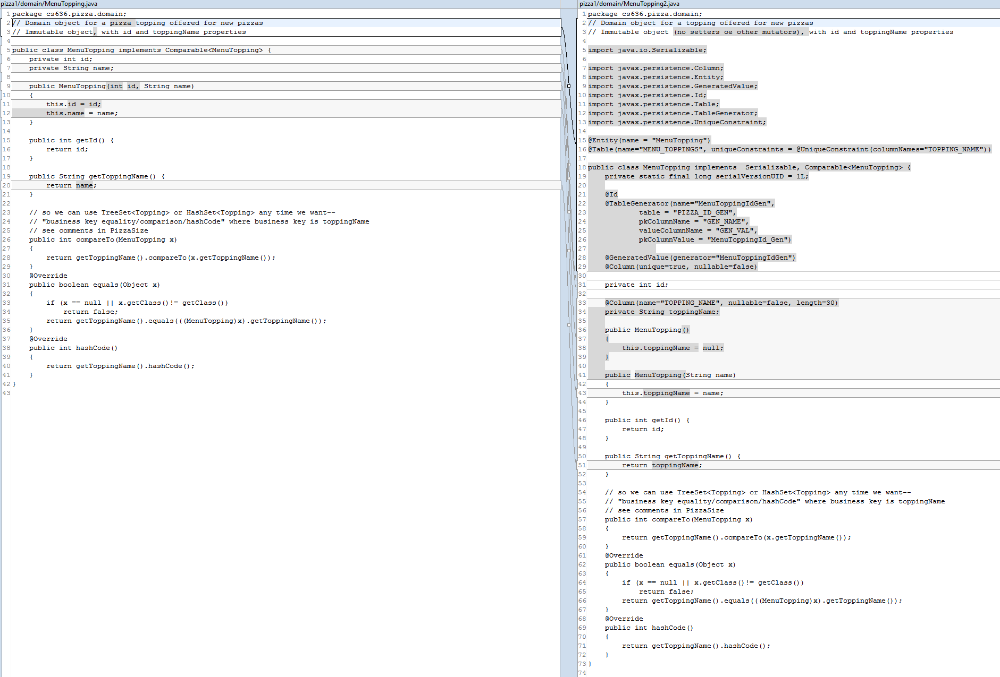 pizza1/domain/MenuTopping.java
1 package cs636.pizza.domain;
2 // Domain object for a pizza topping offered for new pizzas
3 // Immutable object, with id and toppingName properties
4
5 public class MenuTopping implements Comparable<MenuTopping> {
6     private int id;
7     private String name;
8
9     public MenuTopping(int id, String name)
10     {
11         this.id = id;
12         this.name = name;
13     }
14
15     public int getId() {
16         return id;
17     }
18
19     public String getToppingName() {
20         return name;
21     }
22
23     // so we can use TreeSet<Topping> or HashSet<Topping> any time we want--
24     // "business key equality/comparison/hashCode" where business key is toppingName
25     // see comments in PizzaSize
26     public int compareTo(MenuTopping x)
27     {
28         return getToppingName().compareTo(x.getToppingName());
29     }
30     @Override
31     public boolean equals(Object x)
32     {
33         if (x == null || x.getClass()!= getClass())
34             return false;
35         return getToppingName().equals(((MenuTopping)x).getToppingName());
36     }
37     @Override
38     public int hashCode()
39     {
40         return getToppingName().hashCode();
41     }
42 }
43
pizza1/domain/MenuTopping2.java
1 package cs636.pizza.domain;
2 // Domain object for a topping offered for new pizzas
3 // Immutable object (no setters oe other mutators), with id and toppingName properties
4
5 import java.io.Serializable;
6
7 import javax.persistence.Column;
8 import javax.persistence.Entity;
9 import javax.persistence.GeneratedValue;
10 import javax.persistence.Id;
11 import javax.persistence.Table;
12 import javax.persistence.TableGenerator;
13 import javax.persistence.UniqueConstraint;
14
15 @Entity(name = "MenuTopping")
16 @Table(name="MENU_TOPPINGS", uniqueConstraints = @UniqueConstraint(columnNames="TOPPING_NAME"))
17
18 public class MenuTopping implements  Serializable, Comparable<MenuTopping> {
19     private static final long serialVersionUID = 1L;
20
21     @Id
22     @TableGenerator(name="MenuToppingIdGen",
23             table = "PIZZA_ID_GEN",
24             pkColumnName = "GEN_NAME",
25             valueColumnName = "GEN_VAL",
26             pkColumnValue = "MenuToppingId_Gen")
27
28     @GeneratedValue(generator="MenuToppingIdGen")
29     @Column(unique=true, nullable=false)
30
31     private int id;
32
33     @Column(name="TOPPING_NAME", nullable=false, length=30)
34     private String toppingName;
35
36     public MenuTopping()
37     {
38         this.toppingName = null;
39     }
40
41     public MenuTopping(String name)
42     {
43         this.toppingName = name;
44     }
45
46     public int getId() {
47         return id;
48     }
49
50     public String getToppingName() {
51         return toppingName;
52     }
53
54     // so we can use TreeSet<Topping> or HashSet<Topping> any time we want--
55     // "business key equality/comparison/hashCode" where business key is toppingName
56     // see comments in PizzaSize
57     public int compareTo(MenuTopping x)
58     {
59         return getToppingName().compareTo(x.getToppingName());
60     }
61     @Override
62     public boolean equals(Object x)
63     {
64         if (x == null || x.getClass()!= getClass())
65             return false;
66         return getToppingName().equals(((MenuTopping)x).getToppingName());
67     }
68     @Override
69     public int hashCode()
70     {
71         return getToppingName().hashCode();
72     }
73 }
74